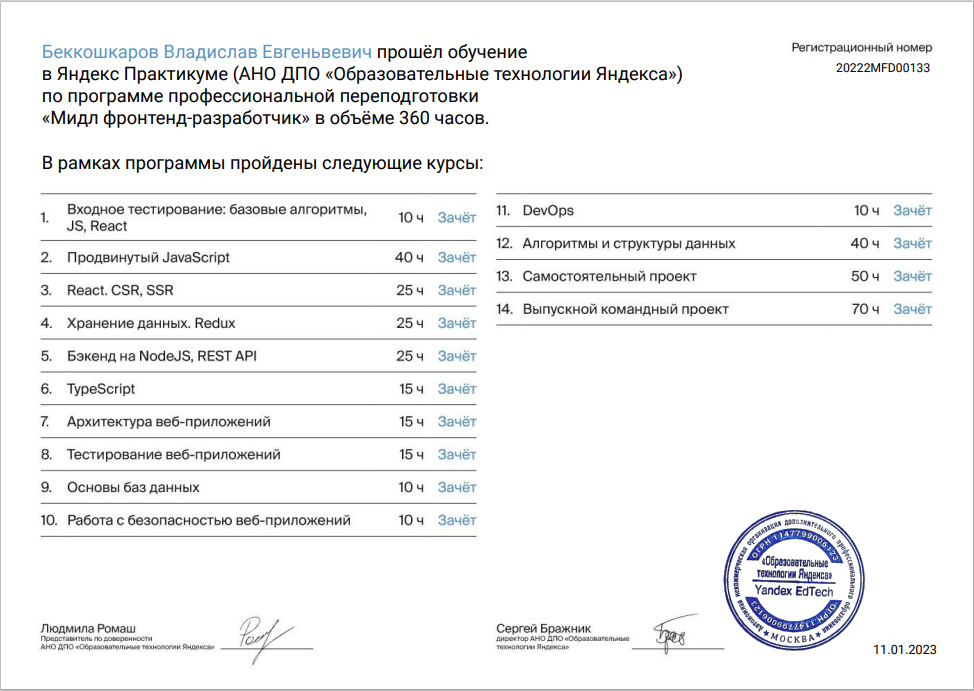 Беккошкаров Владислав Евгеньвевич прошёл обучение
в Яндекс Практикуме (АНО ДПО «Образовательные технологии Яндекса»)
по программе профессиональной переподготовки
«Мидл фронтенд-разработчик» в объёме 360 часов.
Регистрационный номер
20222MFD00133
В рамках программы пройдены следующие курсы:
1. Входное тестирование: базовые алгоритмы,
JS, React 10 ч Зачёт
2. Продвинутый JavaScript 40 ч Зачёт
3. React. CSR, SSR 25 ч Зачёт
4. Хранение данных. Redux 25 ч Зачёт
5. Бэкенд на NodeJS, REST API 25 ч Зачёт
6. TypeScript 15 ч Зачёт
7. Архитектура веб-приложений 15 ч Зачёт
8. Тестирование веб-приложений 15 ч Зачёт
9. Основы баз данных 10 ч Зачёт
10. Работа с безопасностью веб-приложений 10 ч Зачёт
11. DevOps 10 ч Зачёт
12. Алгоритмы и структуры данных 40 ч Зачёт
13. Самостоятельный проект 50 ч Зачёт
14. Выпускной командный проект 70 ч Зачёт
Людмила Ромаш
Представитель по доверенности
АНО ДПО «Образовательные технологии Яндекса»
Сергей Бражник
директор АНО ДПО «Образовательные
технологии Яндекса»
Автономная некоммерческая организация дополнительного профессионального образования
«Образовательные
технологии Яндекса»
Yandex EdTech
МОСКВА
11.01.2023